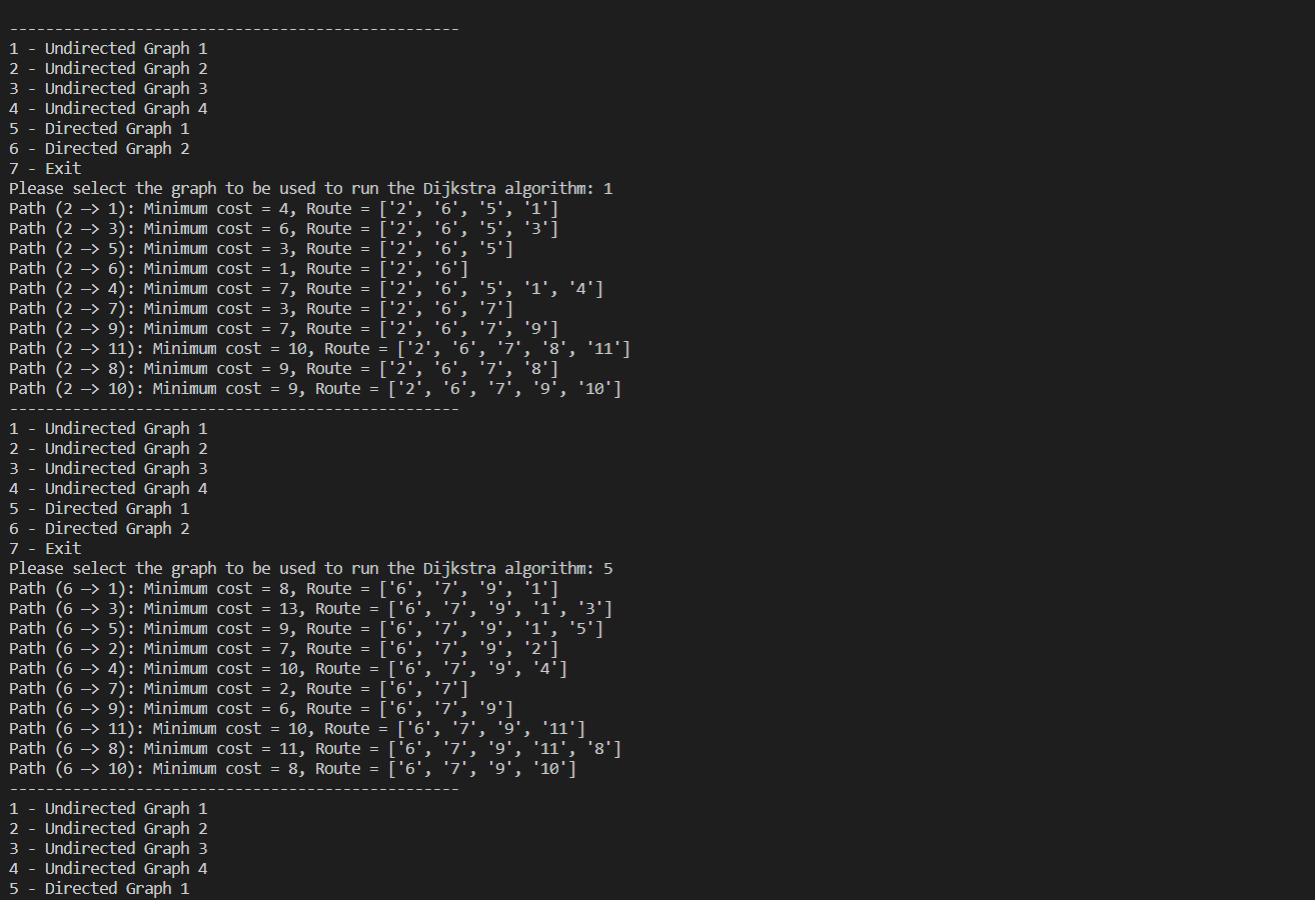 ------------------------------------------------
1 - Undirected Graph 1
2 - Undirected Graph 2
3 - Undirected Graph 3
4 - Undirected Graph 4
5 - Directed Graph 1
6 - Directed Graph 2
7 - Exit
Please select the graph to be used to run the Dijkstra algorithm: 1
Path (2 —> 1): Minimum cost = 4, Route = ['2', '6', '5', '1']
Path (2 —> 3): Minimum cost = 6, Route = ['2', '6', '5', '3']
Path (2 —> 5): Minimum cost = 3, Route = ['2', '6', '5']
Path (2 —> 6): Minimum cost = 1, Route = ['2', '6']
Path (2 —> 4): Minimum cost = 7, Route = ['2', '6', '5', '1', '4']
Path (2 —> 7): Minimum cost = 3, Route = ['2', '6', '7']
Path (2 —> 9): Minimum cost = 7, Route = ['2', '6', '7', '9']
Path (2 —> 11): Minimum cost = 10, Route = ['2', '6', '7', '8', '11']
Path (2 —> 8): Minimum cost = 9, Route = ['2', '6', '7', '8']
Path (2 —> 10): Minimum cost = 9, Route = ['2', '6', '7', '9', '10']
------------------------------------------------
1 - Undirected Graph 1
2 - Undirected Graph 2
3 - Undirected Graph 3
4 - Undirected Graph 4
5 - Directed Graph 1
6 - Directed Graph 2
7 - Exit
Please select the graph to be used to run the Dijkstra algorithm: 5
Path (6 —> 1): Minimum cost = 8, Route = ['6', '7', '9', '1']
Path (6 —> 3): Minimum cost = 13, Route = ['6', '7', '9', '1', '3']
Path (6 —> 5): Minimum cost = 9, Route = ['6', '7', '9', '1', '5']
Path (6 —> 2): Minimum cost = 7, Route = ['6', '7', '9', '2']
Path (6 —> 4): Minimum cost = 10, Route = ['6', '7', '9', '4']
Path (6 —> 7): Minimum cost = 2, Route = ['6', '7']
Path (6 —> 9): Minimum cost = 6, Route = ['6', '7', '9']
Path (6 —> 11): Minimum cost = 10, Route = ['6', '7', '9', '11']
Path (6 —> 8): Minimum cost = 11, Route = ['6', '7', '9', '11', '8']
Path (6 —> 10): Minimum cost = 8, Route = ['6', '7', '9', '10']
------------------------------------------------
1 - Undirected Graph 1
2 - Undirected Graph 2
3 - Undirected Graph 3
4 - Undirected Graph 4
5 - Directed Graph 1